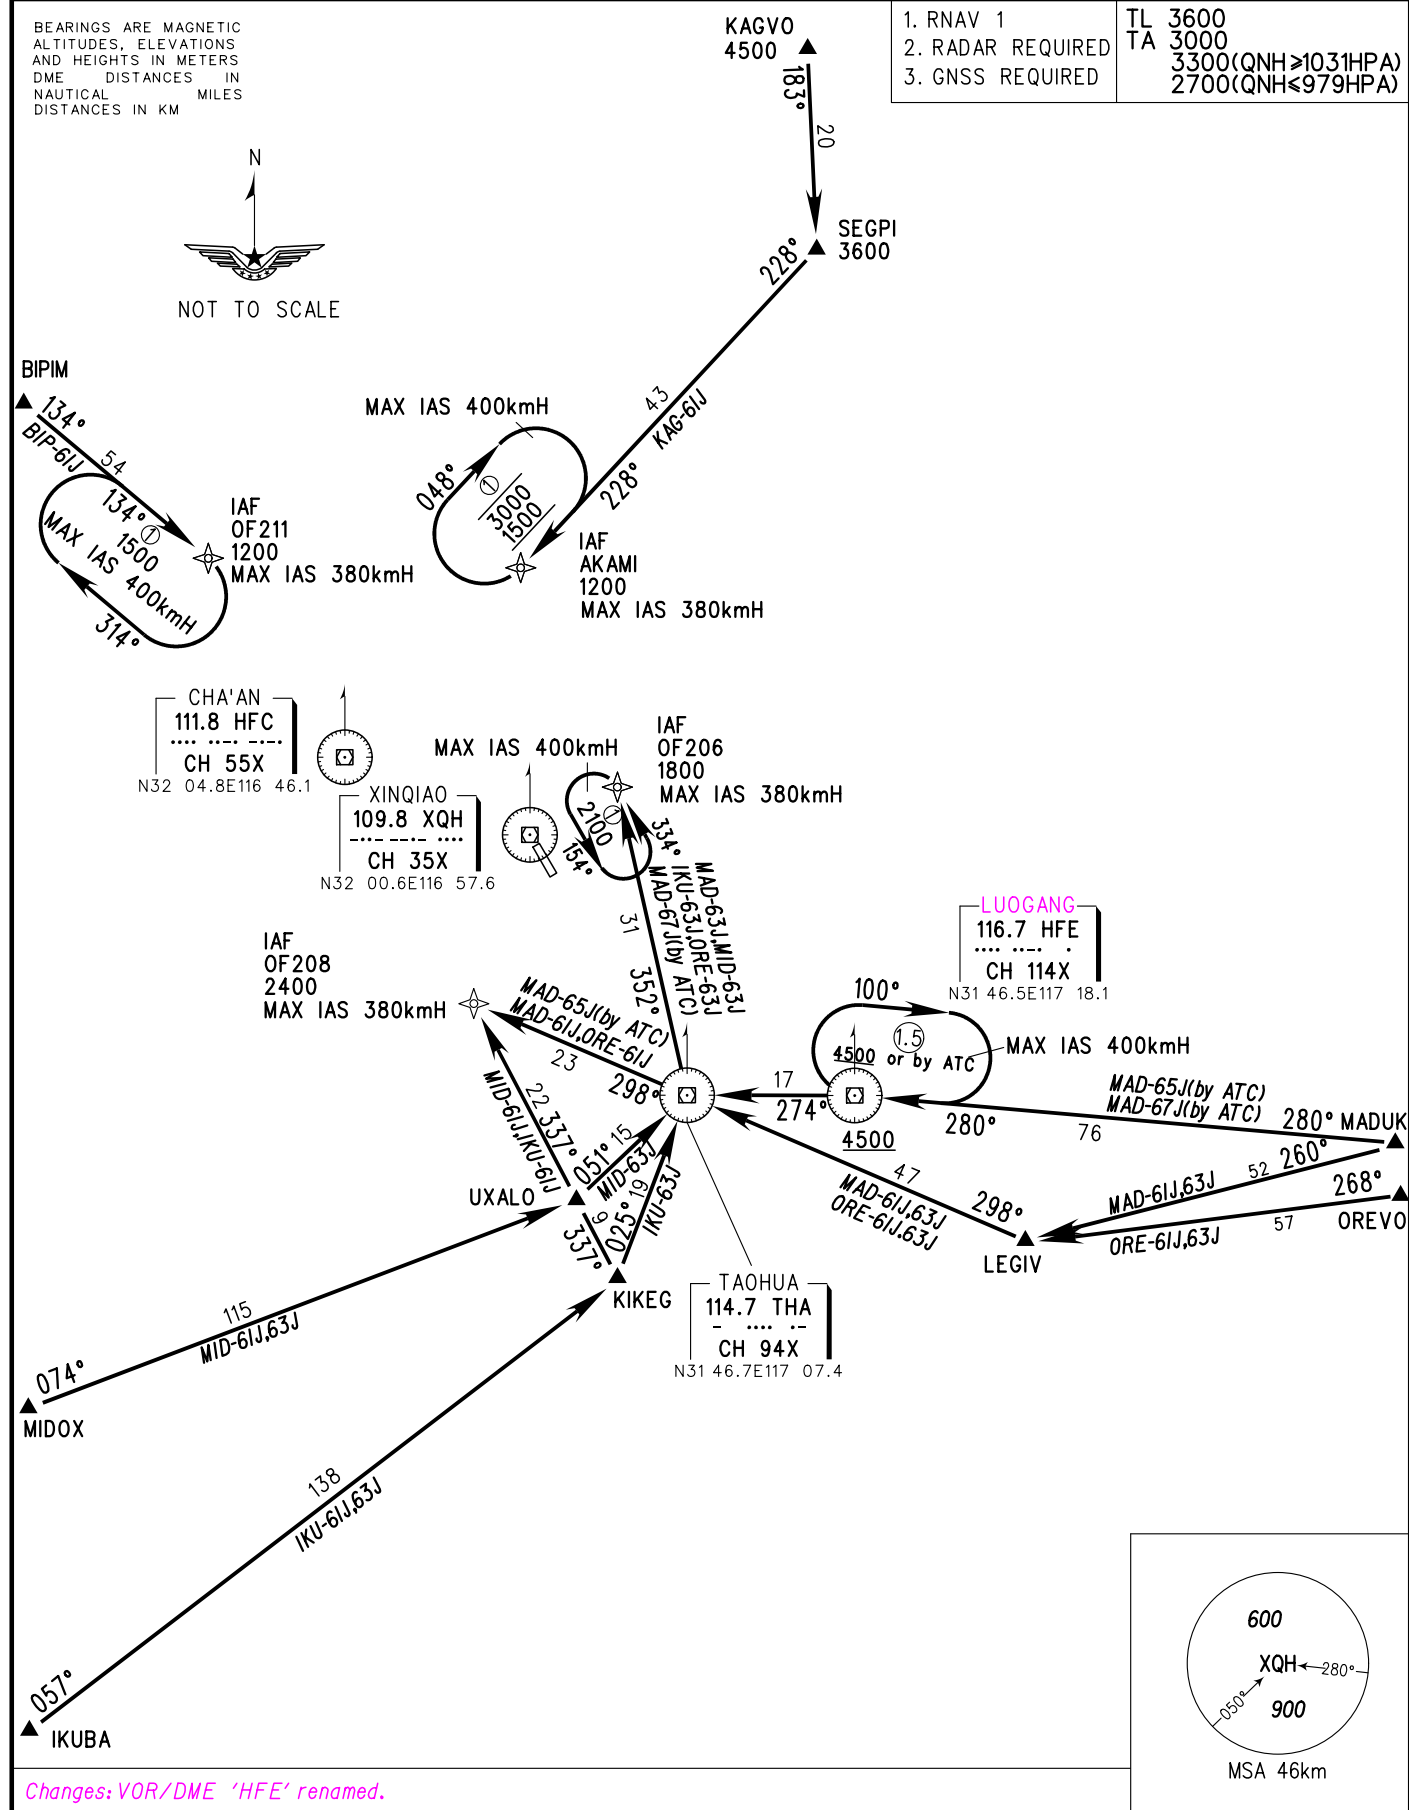 BEARINGS ARE MAGNETIC
ALTITUDES, ELEVATIONS
AND HEIGHTS IN METERS
DME DISTANCES IN
NAUTICAL MILES
DISTANCES IN KM
N
NOT TO SCALE
KAGVO
4500
183°
20
1. RNAV 1
2. RADAR REQUIRED
3. GNSS REQUIRED
TL 3600
TA 3000
3300(QNH≥1031HPA)
2700(QNH≤979HPA)
SEGPI
3600
228°
43
KAG-61J
228°
BIPIM
134°
BIP-61J
54
134°
1
1500
MAX IAS 400kmH
314°
IAF
OF211
1200
MAX IAS 380kmH
MAX IAS 400kmH
048°
1
3000
1500
IAF
AKAMI
1200
MAX IAS 380kmH
CHA'AN
111.8 HFC
···· ··-· -·-·
CH 55X
N32 04.8E116 46.1
XINQIAO
109.8 XQH
-··- --·- ····
CH 35X
N32 00.6E116 57.6
MAX IAS 400kmH
IAF
OF206
1800
MAX IAS 380kmH
1
2100
154°
334°
MAD-63J,MID-63J
IKU-63J,ORE-63J
MAD-67J(by ATC)
31
352°
LUOGANG
116.7 HFE
···· ··-· ·
CH 114X
N31 46.5E117 18.1
IAF
OF208
2400
MAX IAS 380kmH
MAD-65J(by ATC)
MAD-61J,ORE-61J
23
298°
100°
1.5
4500 or by ATC
MAX IAS 400kmH
17
274°
4500
280°
MAD-65J(by ATC)
MAD-67J(by ATC)
76
280°
MADUK
260°
52
MAD-61J,63J
268°
OREVO
57
ORE-61J,63J
47
MAD-61J,63J
ORE-61J.63J
298°
LEGIV
22
337°
MID-61J,IKU-61J
051°
15
MID-63J
UXALO
9
337°
025°
19
IKU-63J
KIKEG
TAOHUA
114.7 THA
- ···· ·-
CH 94X
N31 46.7E117 07.4
115
MID-61J,63J
074°
MIDOX
138
IKU-61J,63J
057°
IKUBA
600
XQH
280°
050°
900
MSA 46km
Changes: VOR/DME 'HFE' renamed.